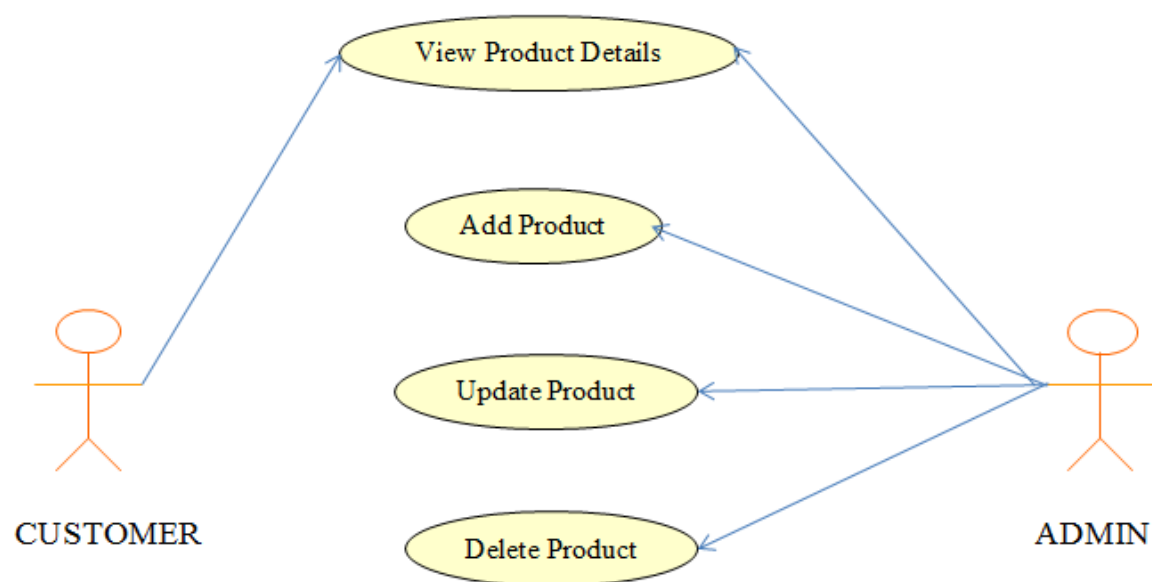 View Product Details
Add Product
Update Product
CUSTOMER
ADMIN
Delete Product